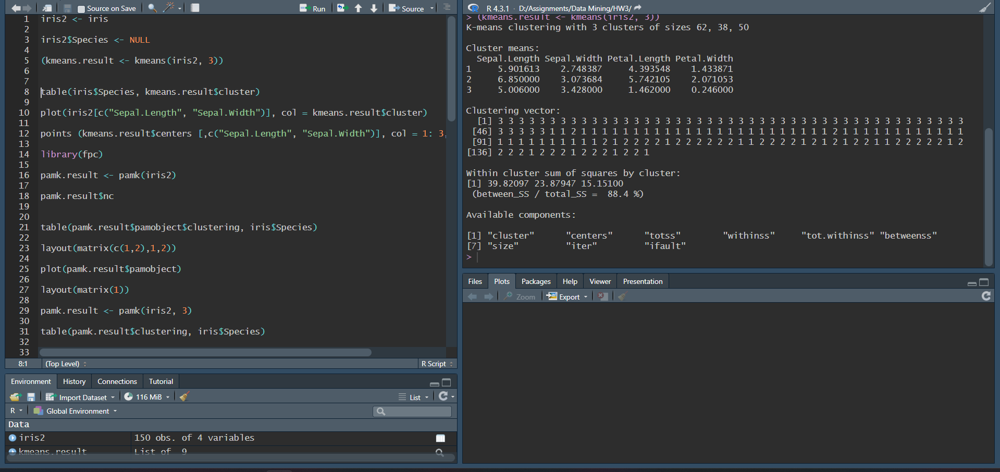 Source on Save
Run
Source
1 iris2 <- iris
2
3 iris2$Species <- NULL
4
5 (kmeans.result <- kmeans(iris2, 3))
6
7
8 table(iris$Species, kmeans.result$cluster)
9
10 plot(iris2[c("Sepal.Length", "Sepal.Width")], col = kmeans.result$cluster)
11
12 points (kmeans.result$centers [,c("Sepal.Length", "Sepal.Width")], col = 1: 3,
13
14 library(fpc)
15
16 pamk.result <- pamk(iris2)
17
18 pamk.result$nc
19
20
21 table(pamk.result$pamobject$clustering, iris$Species)
22
23 layout(matrix(c(1,2),1,2))
24
25 plot(pamk.result$pamobject)
26
27 layout(matrix(1))
28
29 pamk.result <- pamk(iris2, 3)
30
31 table(pamk.result$clustering, iris$Species)
32
33
8:1 (Top Level) R Script
Environment History Connections Tutorial
Import Dataset 116 MiB List
R Global Environment
Data
iris2 150 obs. of 4 variables
kmeans.result List of 9
R 4.3.1 · D:/Assignments/Data Mining/HW3/
> (kmeans.result <- kmeans(iris2, 3))
K-means clustering with 3 clusters of sizes 62, 38, 50
Cluster means:
Sepal.Length Sepal.Width Petal.Length Petal.Width
1 5.901613 2.748387 4.393548 1.433871
2 6.850000 3.073684 5.742105 2.071053
3 5.006000 3.428000 1.462000 0.246000
Clustering vector:
[1] 3 3 3 3 3 3 3 3 3 3 3 3 3 3 3 3 3 3 3 3 3 3 3 3 3 3 3 3 3 3 3 3 3 3 3 3 3 3 3 3 3 3 3 3 3
[46] 3 3 3 3 3 1 1 2 1 1 1 1 1 1 1 1 1 1 1 1 1 1 1 1 1 1 1 1 1 1 1 1 2 1 1 1 1 1 1 1 1 1 1 1 1
[91] 1 1 1 1 1 1 1 1 1 1 2 1 2 2 2 2 1 2 2 2 2 2 2 1 1 2 2 2 2 1 2 1 2 1 2 2 1 1 2 2 2 2 2 1 2
[136] 2 2 2 1 2 2 2 1 2 2 2 1 2 2 1
Within cluster sum of squares by cluster:
[1] 39.82097 23.87947 15.15100
(between_SS / total_SS = 88.4 %)
Available components:
[1] "cluster" "centers" "totss" "withinss" "tot.withinss" "betweenss"
[7] "size" "iter" "ifault"
>
Files Plots Packages Help Viewer Presentation
Zoom Export